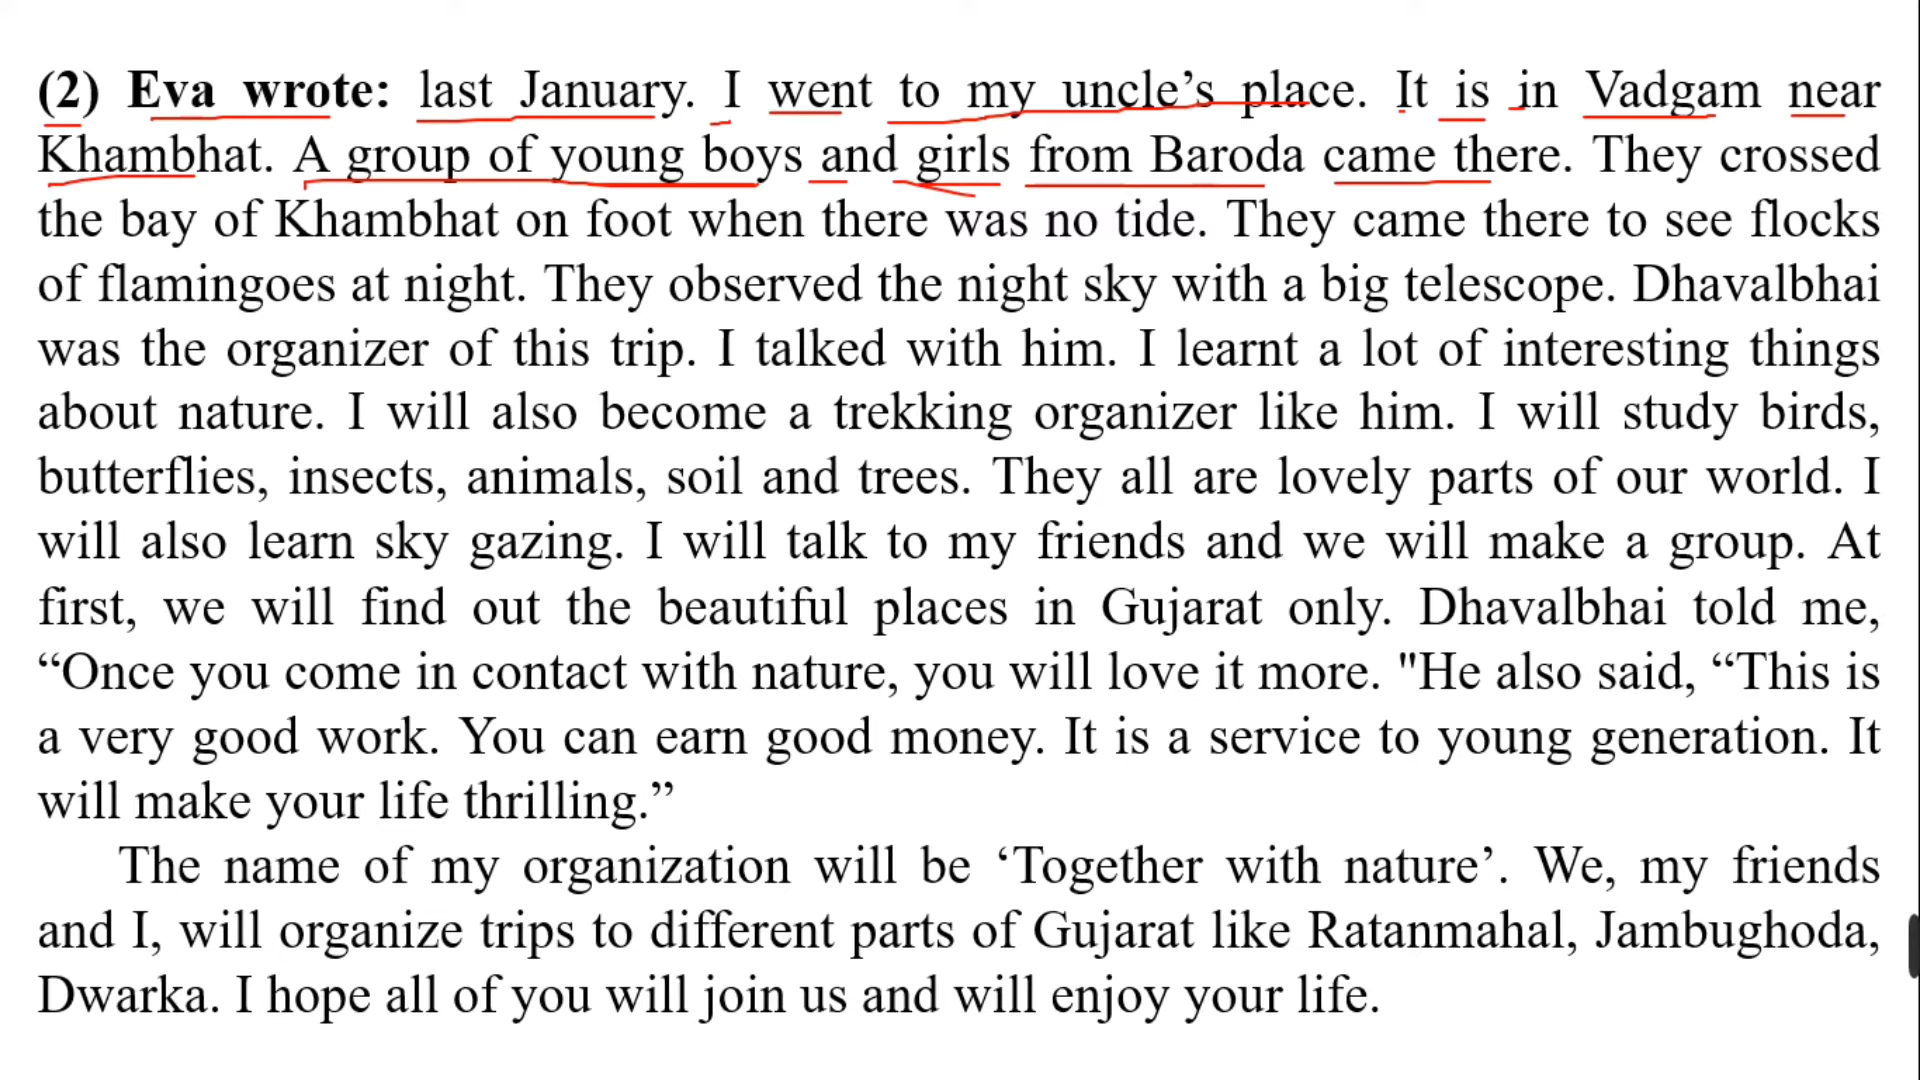 (2) Eva wrote: last January. I went to my uncle’s place. It is in Vadgam near
Khambhat. A group of young boys and girls from Baroda came there. They crossed
the bay of Khambhat on foot when there was no tide. They came there to see flocks
of flamingoes at night. They observed the night sky with a big telescope. Dhavalbhai
was the organizer of this trip. I talked with him. I learnt a lot of interesting things
about nature. I will also become a trekking organizer like him. I will study birds,
butterflies, insects, animals, soil and trees. They all are lovely parts of our world. I
will also learn sky gazing. I will talk to my friends and we will make a group. At
first, we will find out the beautiful places in Gujarat only. Dhavalbhai told me,
“Once you come in contact with nature, you will love it more. "He also said, “This is
a very good work. You can earn good money. It is a service to young generation. It
will make your life thrilling.”
The name of my organization will be ‘Together with nature’. We, my friends
and I, will organize trips to different parts of Gujarat like Ratanmahal, Jambughoda,
Dwarka. I hope all of you will join us and will enjoy your life.